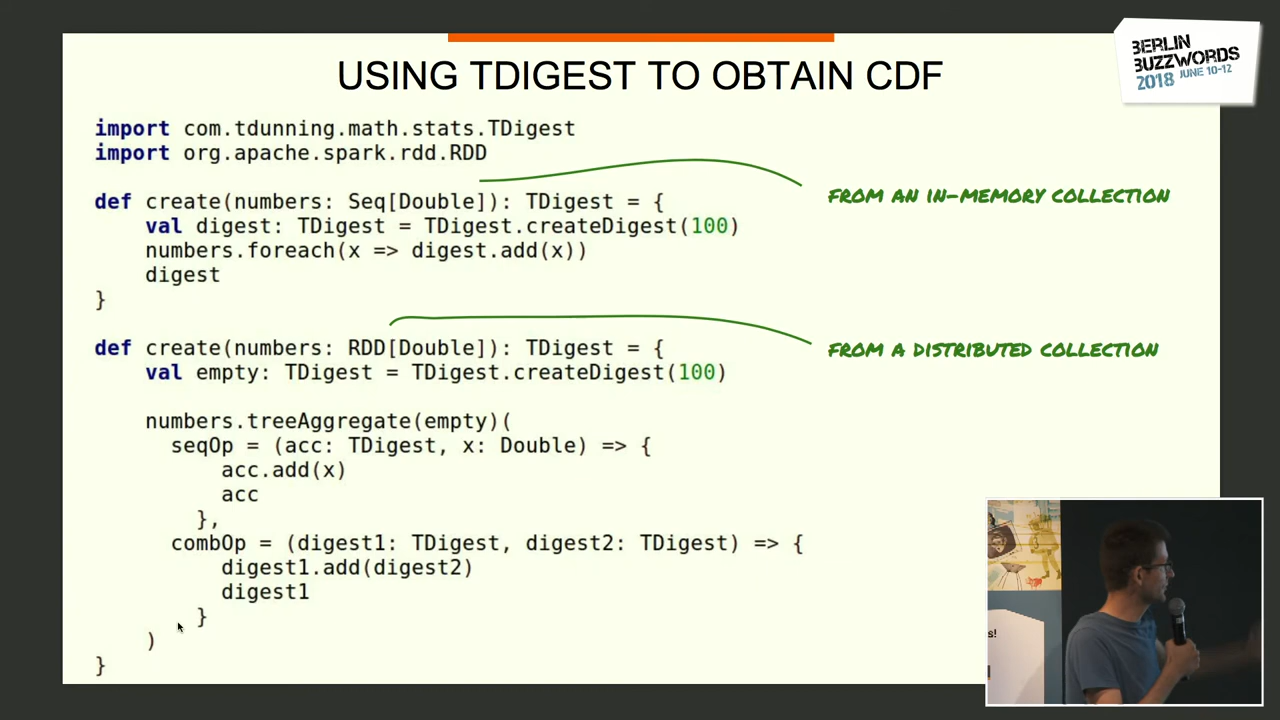 BERLIN
BUZZWORDS
2018 JUNE 10-12
USING TDIGEST TO OBTAIN CDF
import com.tdunning.math.stats.TDigest
import org.apache.spark.rdd.RDD
def create(numbers: Seq[Double]): TDigest = {
val digest: TDigest = TDigest.createDigest(100)
numbers.foreach(x => digest.add(x))
digest
}
FROM AN IN-MEMORY COLLECTION
def create(numbers: RDD[Double]): TDigest = {
val empty: TDigest = TDigest.createDigest(100)
FROM A DISTRIBUTED COLLECTION
numbers.treeAggregate(empty)(
seqOp = (acc: TDigest, x: Double) => {
acc.add(x)
acc
},
combOp = (digest1: TDigest, digest2: TDigest) => {
digest1.add(digest2)
digest1
}
)
}